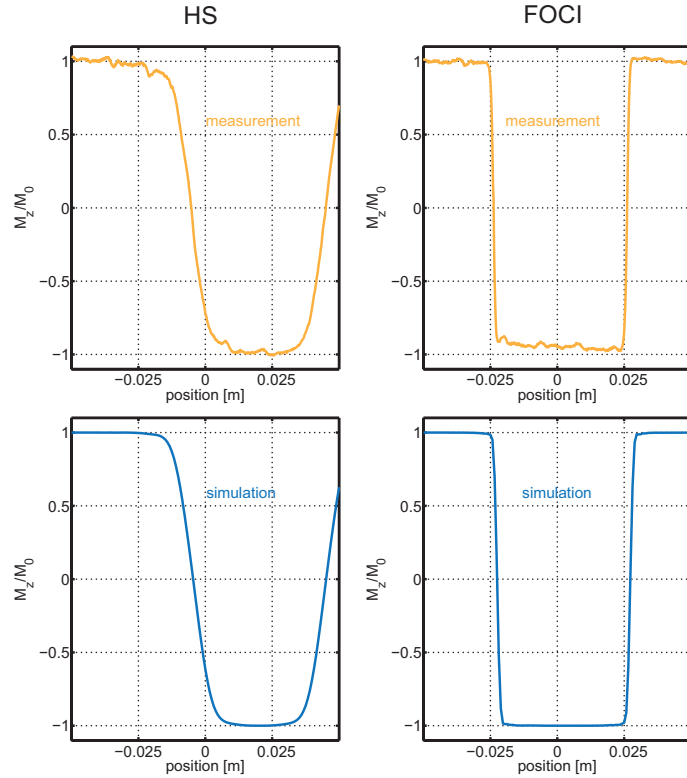 HS
FOCI
1
0.5
0
−0.5
−1
M_z/M_0
measurement
−0.025
0
0.025
position [m]
1
0.5
0
−0.5
−1
M_z/M_0
measurement
−0.025
0
0.025
position [m]
1
0.5
0
−0.5
−1
M_z/M_0
simulation
−0.025
0
0.025
position [m]
1
0.5
0
−0.5
−1
M_z/M_0
simulation
−0.025
0
0.025
position [m]